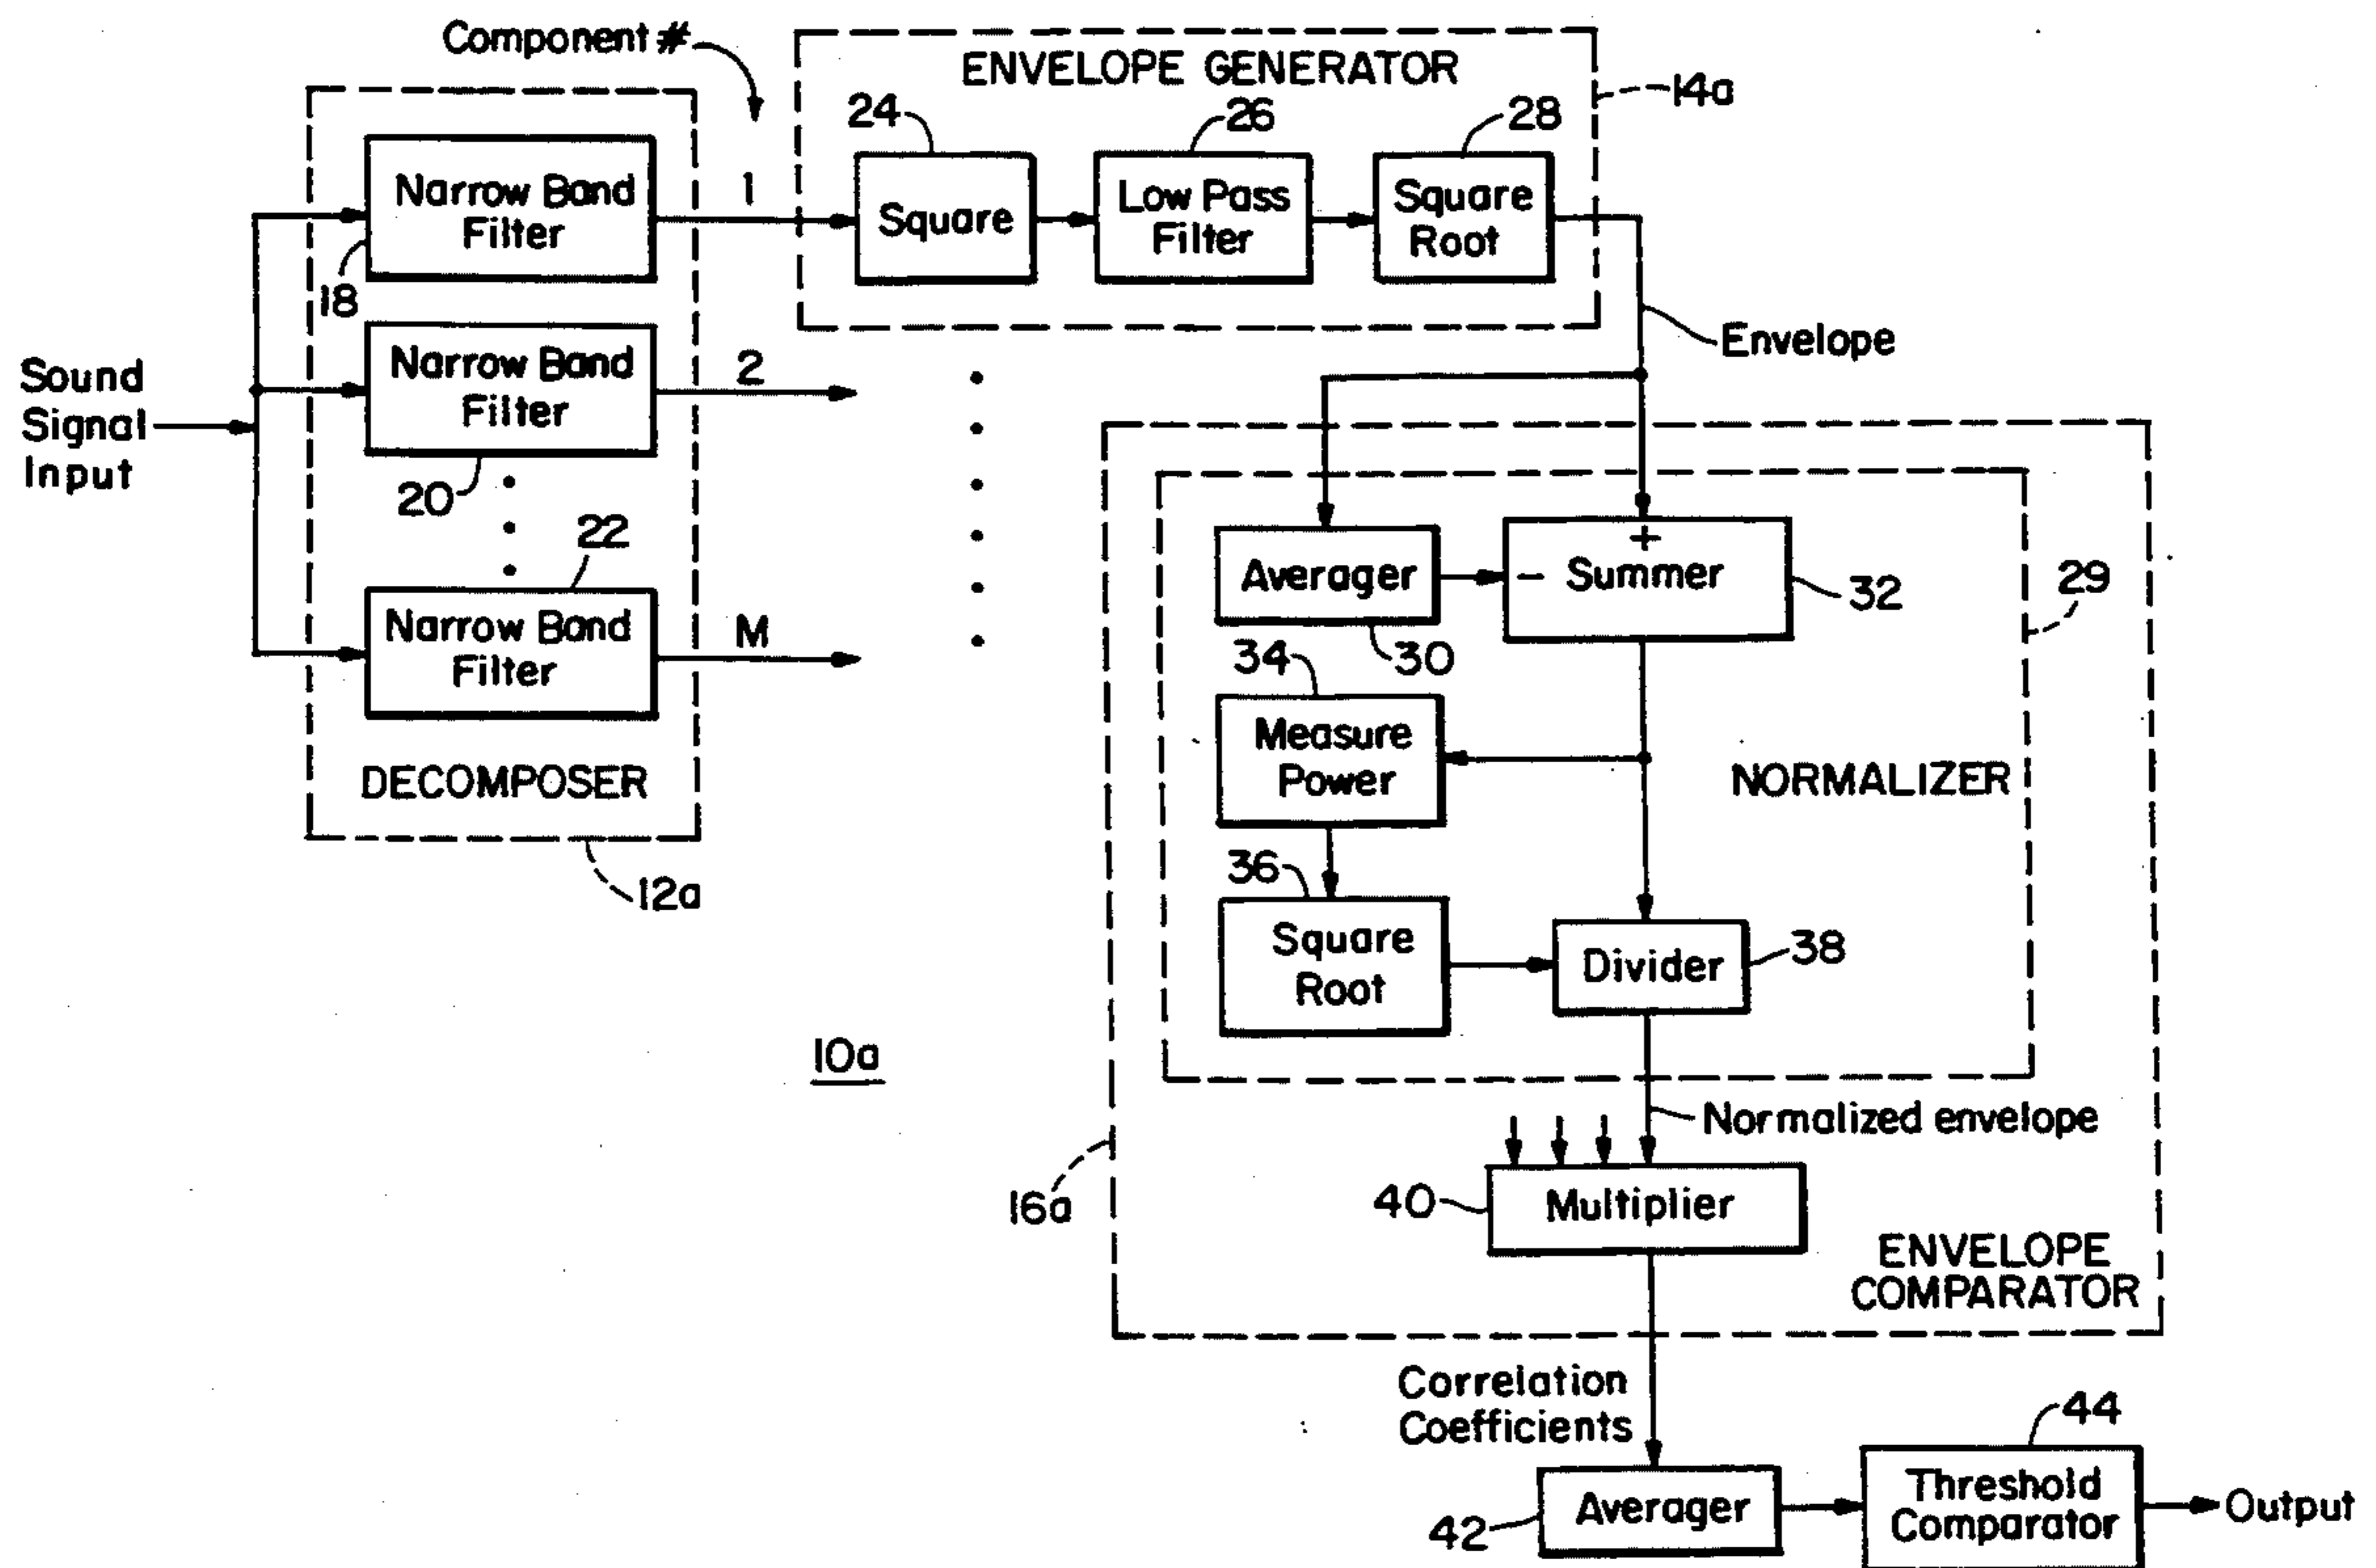 Component #
ENVELOPE GENERATOR
14a
24
26
28
Narrow Band
Filter
1
Square
Low Pass
Filter
Square
Root
18
Envelope
Sound
Signal
Input
Narrow Band
Filter
2
20
22
Narrow Band
Filter
M
DECOMPOSER
12a
Averager
+
− Summer
32
29
30
34
Measure
Power
NORMALIZER
36
Square
Root
Divider
38
10a
Normalized envelope
16a
40
Multiplier
ENVELOPE
COMPARATOR
Correlation
Coefficients
44
42
Averager
Threshold
Comparator
Output